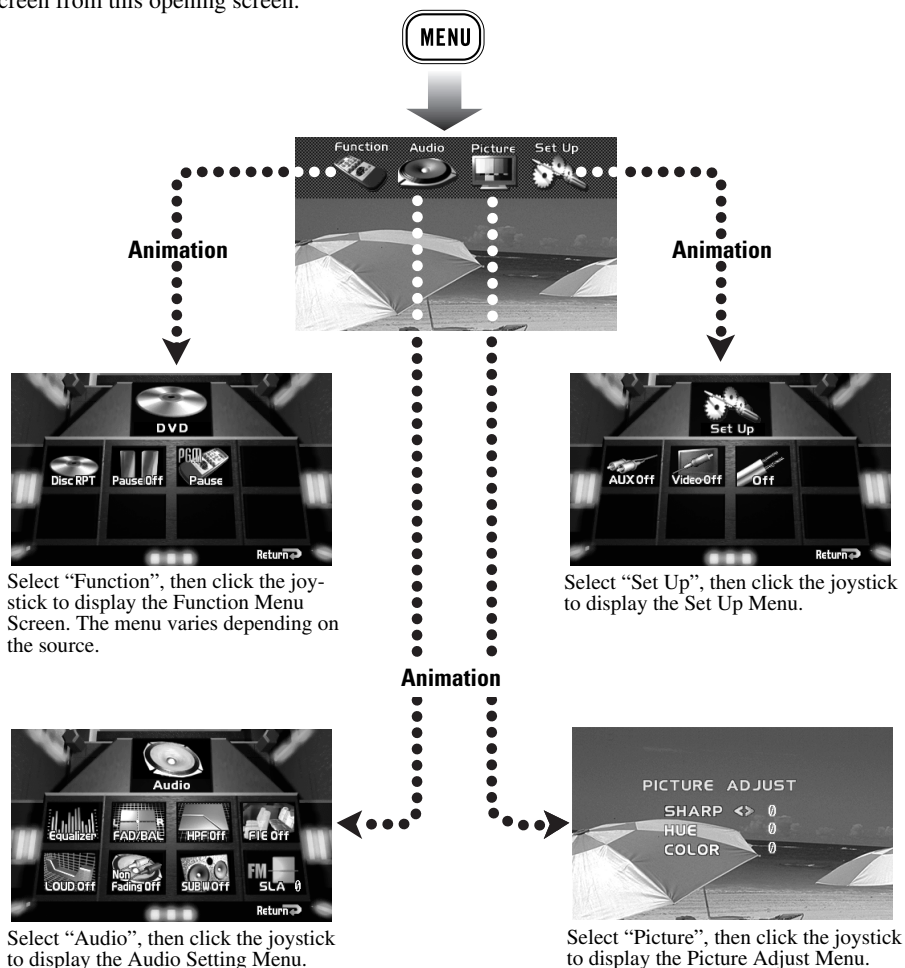 screen from this opening screen.
MENU
Function Audio Picture Set Up
Animation
Animation
DVD
Disc RPT Pause Off PGM Pause
Return
Select “Function”, then click the joy-
stick to display the Function Menu
Screen. The menu varies depending on
the source.
Set Up
AUX Off Video Off Off
Return
Select “Set Up”, then click the joystick
to display the Set Up Menu.
Animation
Audio
Equalizer L R FAD/BAL HPF Off FIE Off
LOUD Off Non Fading Off SUB W Off FM SLA 0
Return
Select “Audio”, then click the joystick
to display the Audio Setting Menu.
PICTURE ADJUST
SHARP <> 0
HUE 0
COLOR 0
Select “Picture”, then click the joystick
to display the Picture Adjust Menu.